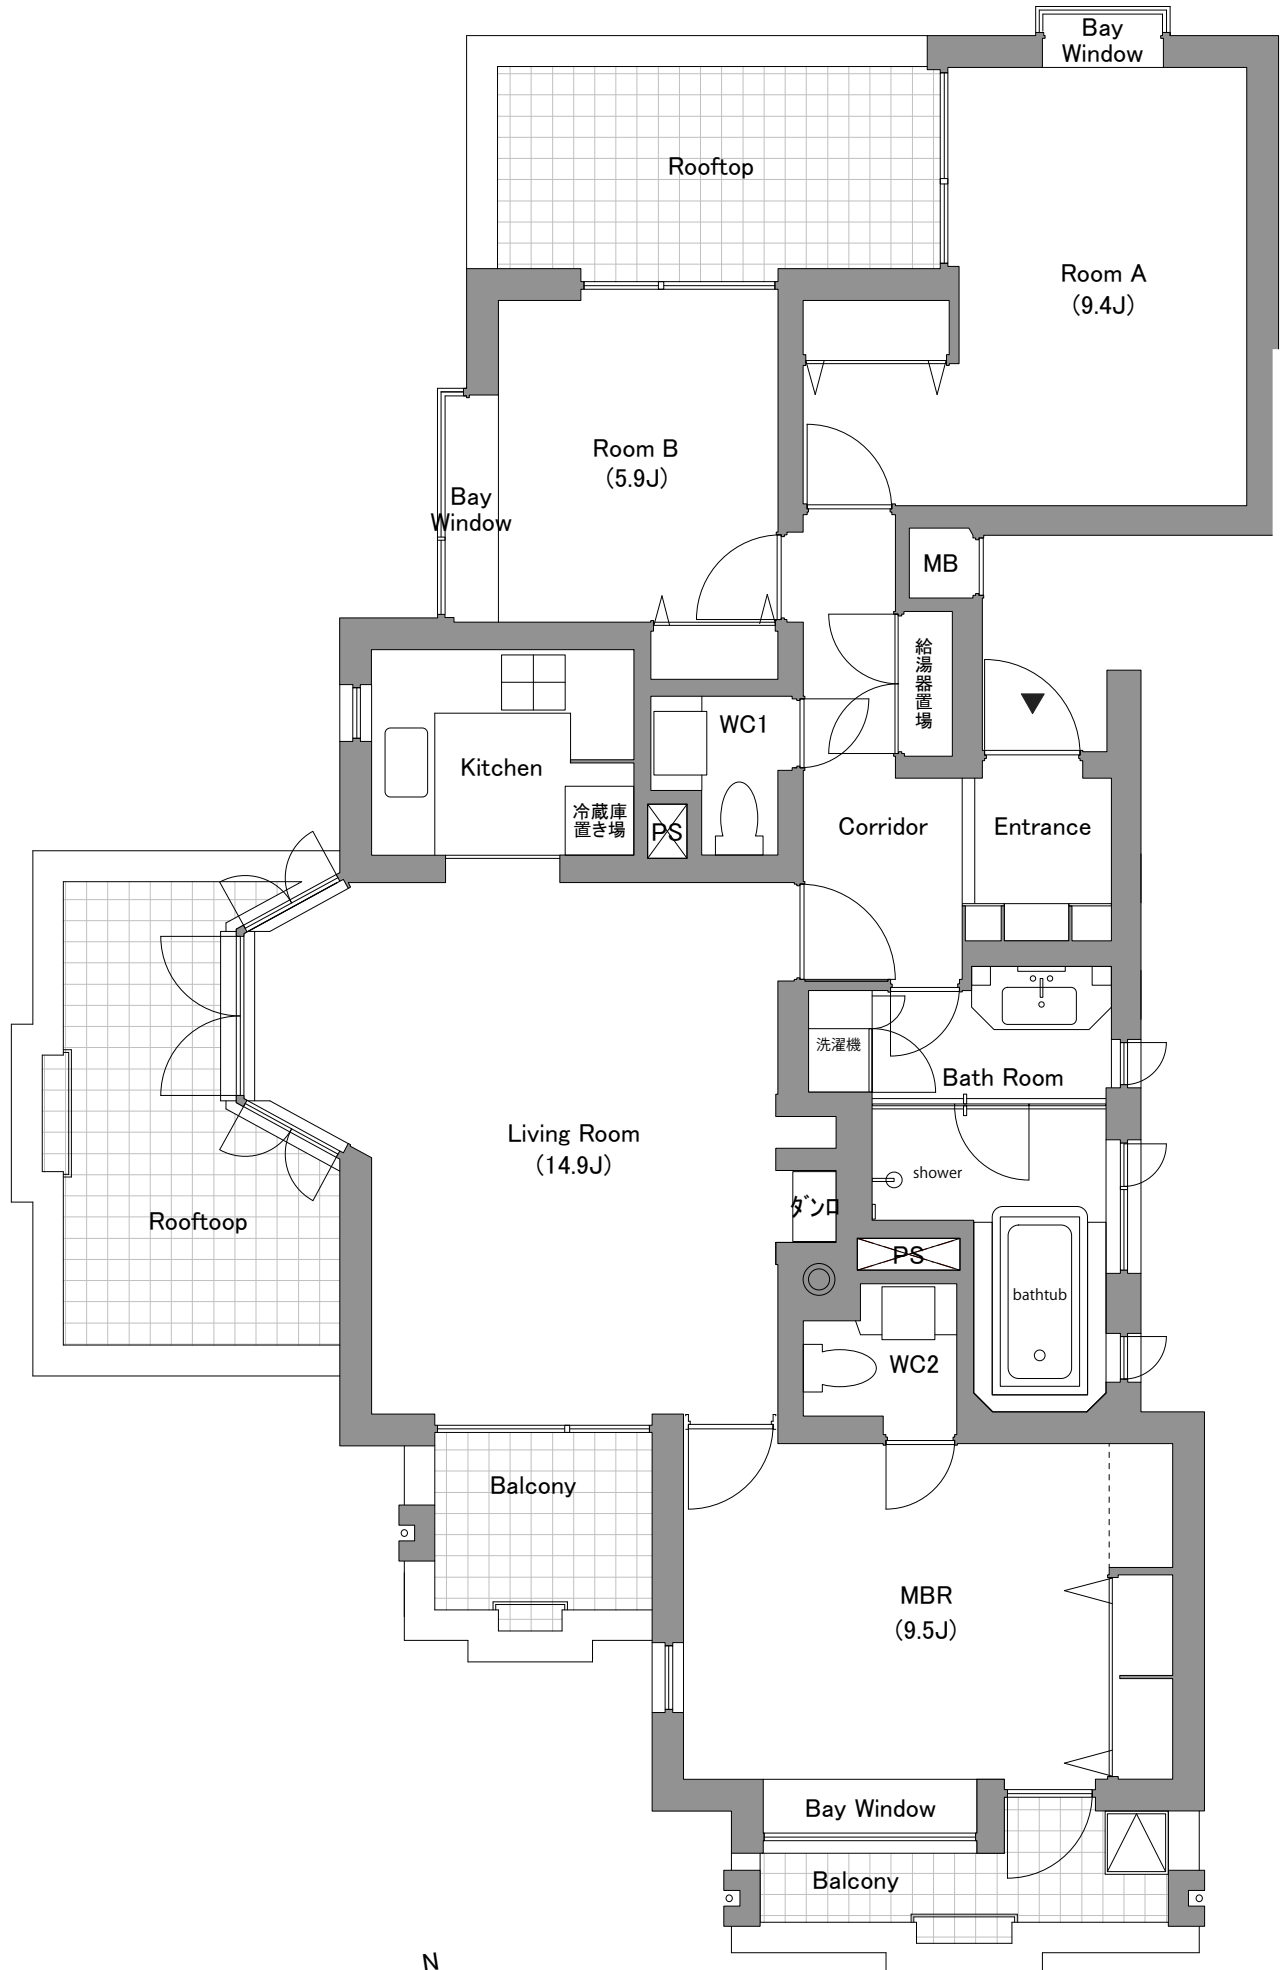 Bay
Window
Rooftop
Room A
(9.4J)
Room B
(5.9J)
Bay
Window
MB
給湯器置場
WC1
Kitchen
冷蔵庫
置き場
PS
Corridor
Entrance
洗濯機
Bath Room
Living Room
(14.9J)
shower
ダンロ
Rooftoop
PS
bathtub
WC2
Balcony
MBR
(9.5J)
Bay Window
Balcony
N